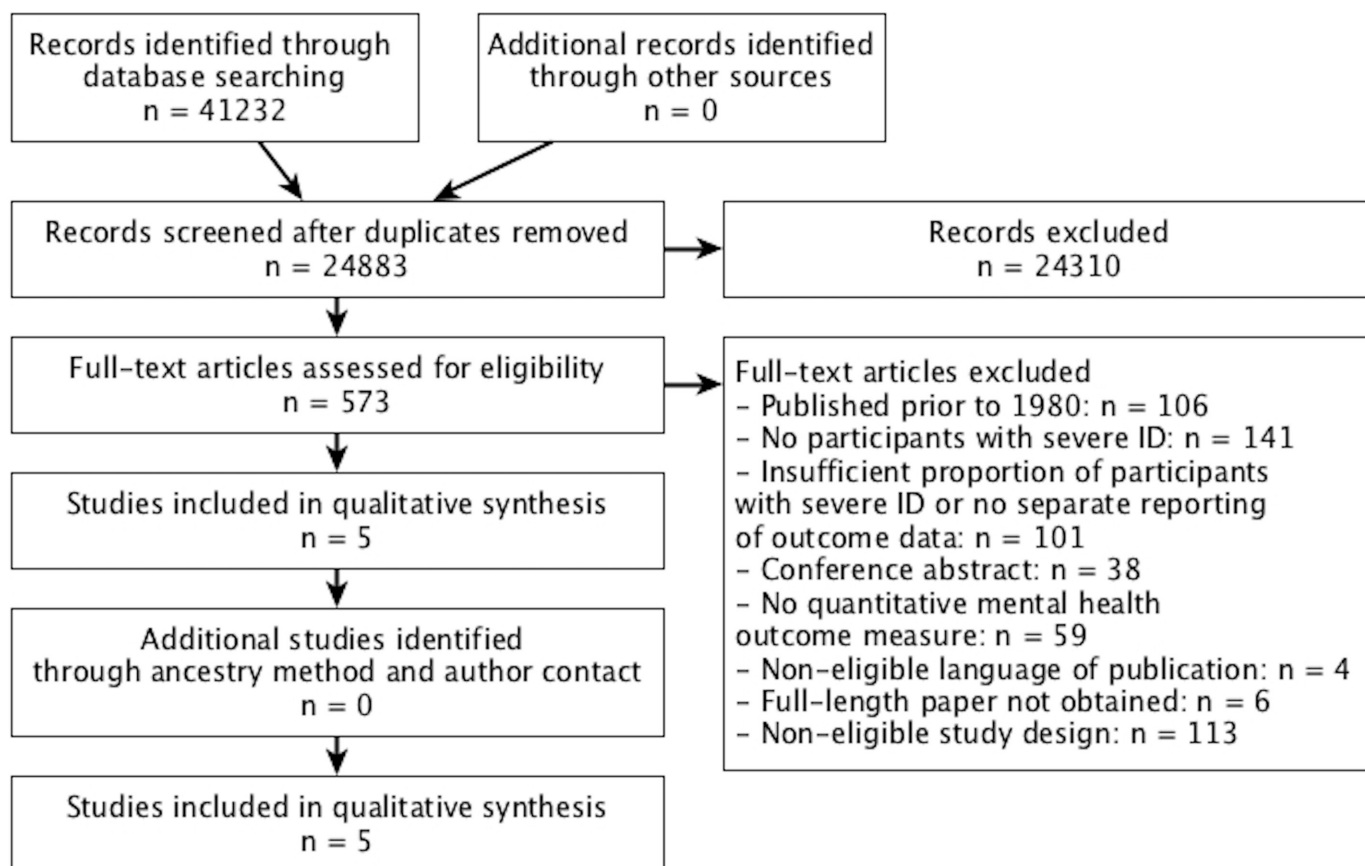 Records identified through
database searching
n = 41232
Additional records identified
through other sources
n = 0
Records screened after duplicates removed
n = 24883
Records excluded
n = 24310
Full-text articles assessed for eligibility
n = 573
Full-text articles excluded
– Published prior to 1980: n = 106
– No participants with severe ID: n = 141
– Insufficient proportion of participants
with severe ID or no separate reporting
of outcome data: n = 101
– Conference abstract: n = 38
– No quantitative mental health
outcome measure: n = 59
– Non-eligible language of publication: n = 4
– Full-length paper not obtained: n = 6
– Non-eligible study design: n = 113
Studies included in qualitative synthesis
n = 5
Additional studies identified
through ancestry method and author contact
n = 0
Studies included in qualitative synthesis
n = 5